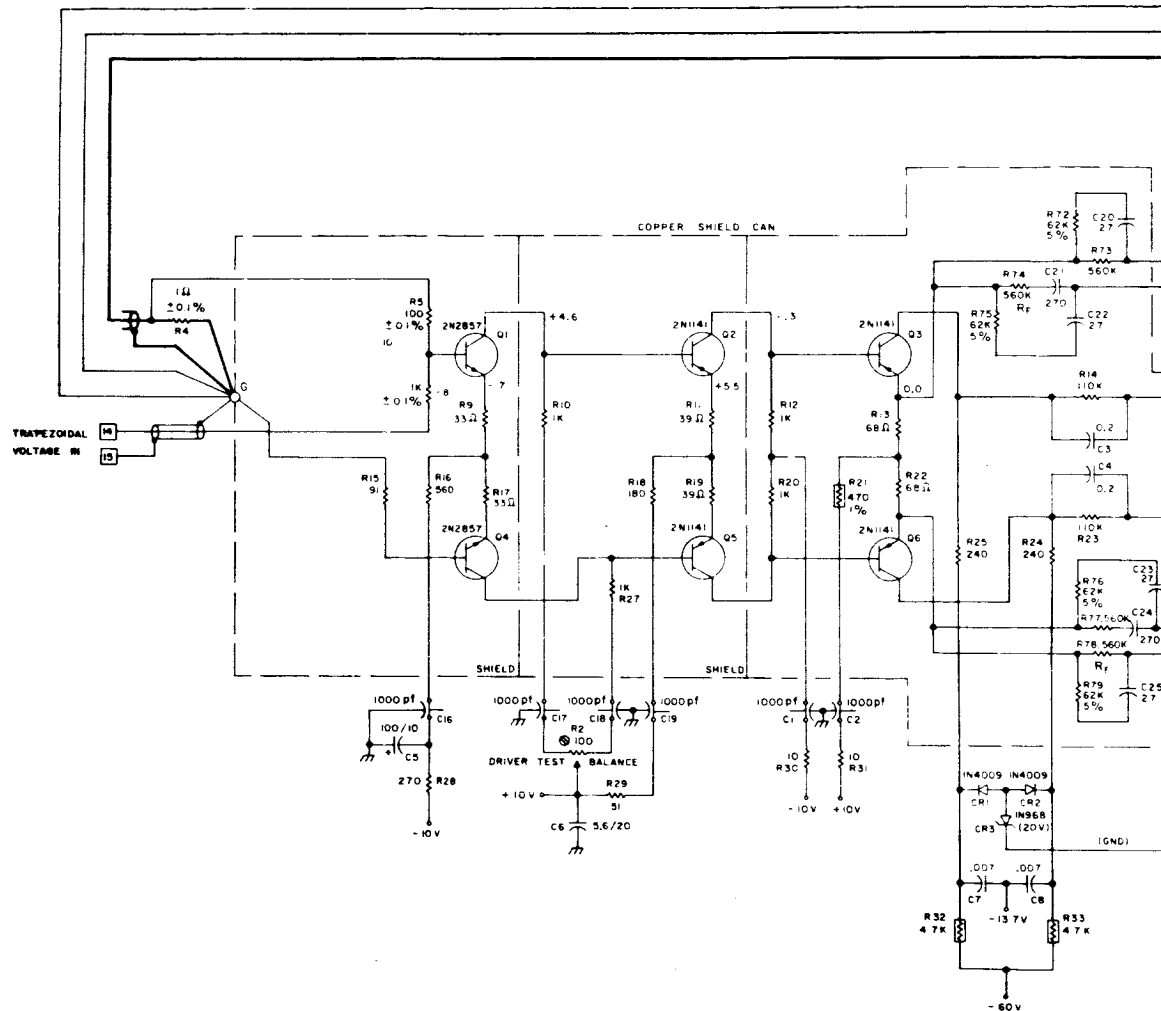 COPPER SHIELD CAN
R72
62K
5%
C20
27
R73
560K
R74
560K
RF
C21
270
R75
62K
5%
C22
27
1Ω
±0.1%
R4
R5
100
±0.1%
10
2N2857
Q1
+4.6
2N1141
Q2
-.3
2N1141
Q3
G
1K
±0.1%
-.8
-.7
+5.5
0.0
R14
110K
R9
33Ω
R10
1K
R11
39Ω
R12
1K
R13
68Ω
C3
0.2
TRAPEZOIDAL
VOLTAGE IN
14
15
C4
0.2
R15
91
R16
560
R17
33Ω
R18
180
R19
39Ω
R20
1K
R21
470
1%
R22
68Ω
110K
R23
2N2857
Q4
2N1141
Q5
2N1141
Q6
R25
240
R24
240
1K
R27
R76
62K
5%
C23
27
R77,560K
C24
270
R78,560K
RF
R79
62K
5%
C25
27
SHIELD
SHIELD
1000pf
C16
1000pf
C17
1000pf
C18
C19
1000pf
1000pf
C1
C2
1000pf
100/10
+
C5
R2
100
DRIVER TEST BALANCE
270
R28
-10V
+10V
R29
51
C6
5.6/20
10
R30
10
R31
-10V
+10V
1N4009
CR1
1N4009
CR2
1N968
(20V)
CR3
(GND)
.007
C7
.007
C8
-137V
R32
4.7K
R33
4.7K
-60V